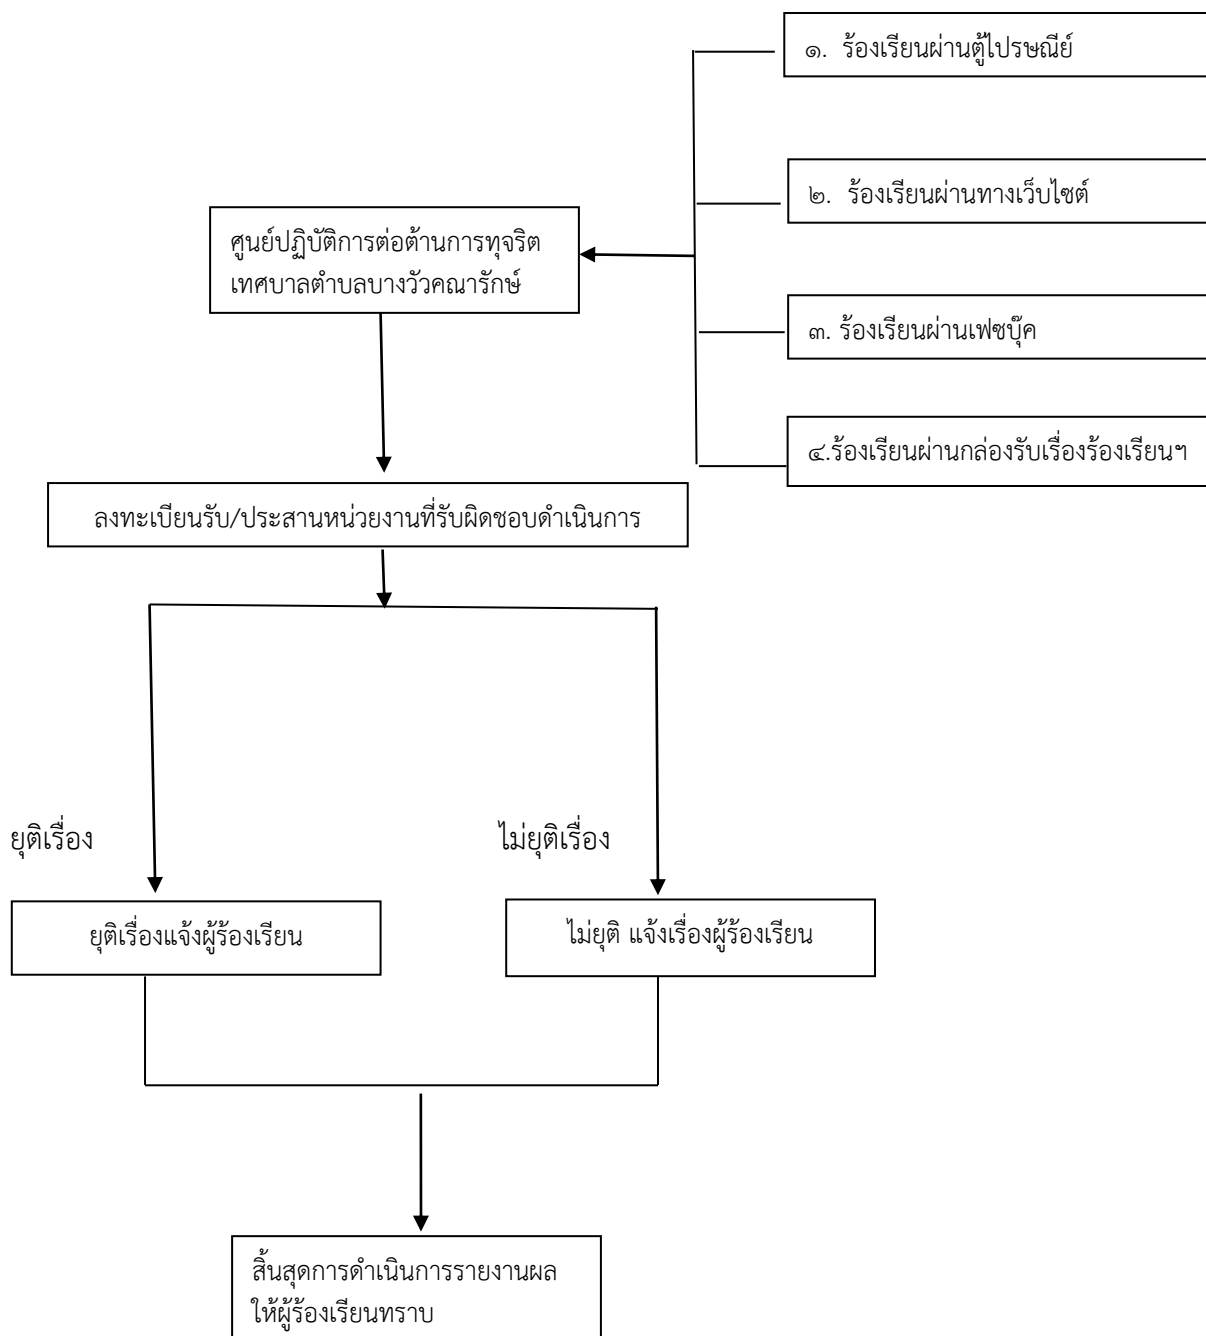 ๑. ร้องเรียนผ่านตู้ไปรษณีย์
๒. ร้องเรียนผ่านทางเว็บไซต์
ศูนย์ปฏิบัติการต่อต้านการทุจริต
เทศบาลตำบลบางวัวคณารักษ์
๓. ร้องเรียนผ่านเฟซบุ๊ค
๔.ร้องเรียนผ่านกล่องรับเรื่องร้องเรียนฯ
ลงทะเบียนรับ/ประสานหน่วยงานที่รับผิดชอบดำเนินการ
ยุติเรื่อง
ไม่ยุติเรื่อง
ยุติเรื่องแจ้งผู้ร้องเรียน
ไม่ยุติ แจ้งเรื่องผู้ร้องเรียน
สิ้นสุดการดำเนินการรายงานผล
ให้ผู้ร้องเรียนทราบ